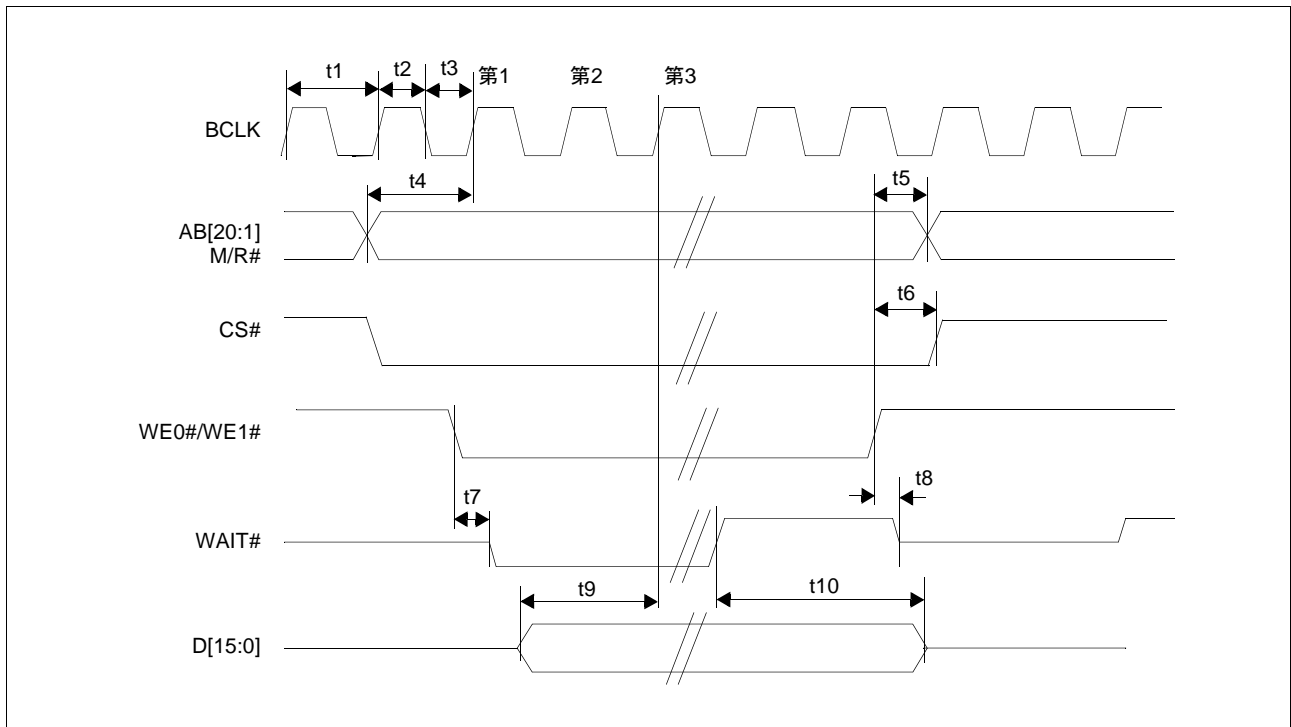 t1 t2 t3 第1 第2 第3
BCLK
t4 t5
AB[20:1]
M/R#
t6
CS#
WE0#/WE1#
t7 t8
WAIT#
t9 t10
D[15:0]